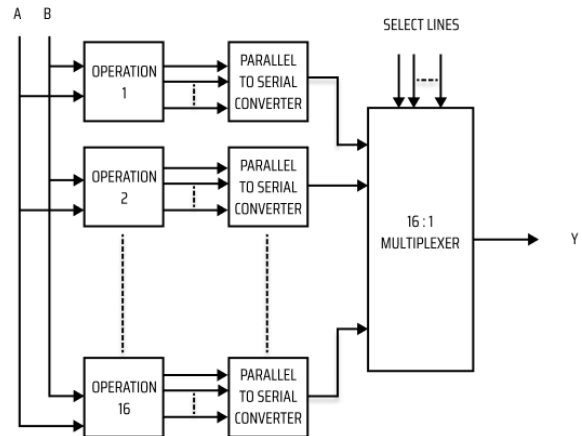 A
B
SELECT LINES
OPERATION
1
PARALLEL
TO SERIAL
CONVERTER
OPERATION
2
PARALLEL
TO SERIAL
CONVERTER
16 : 1
MULTIPLEXER
Y
OPERATION
16
PARALLEL
TO SERIAL
CONVERTER